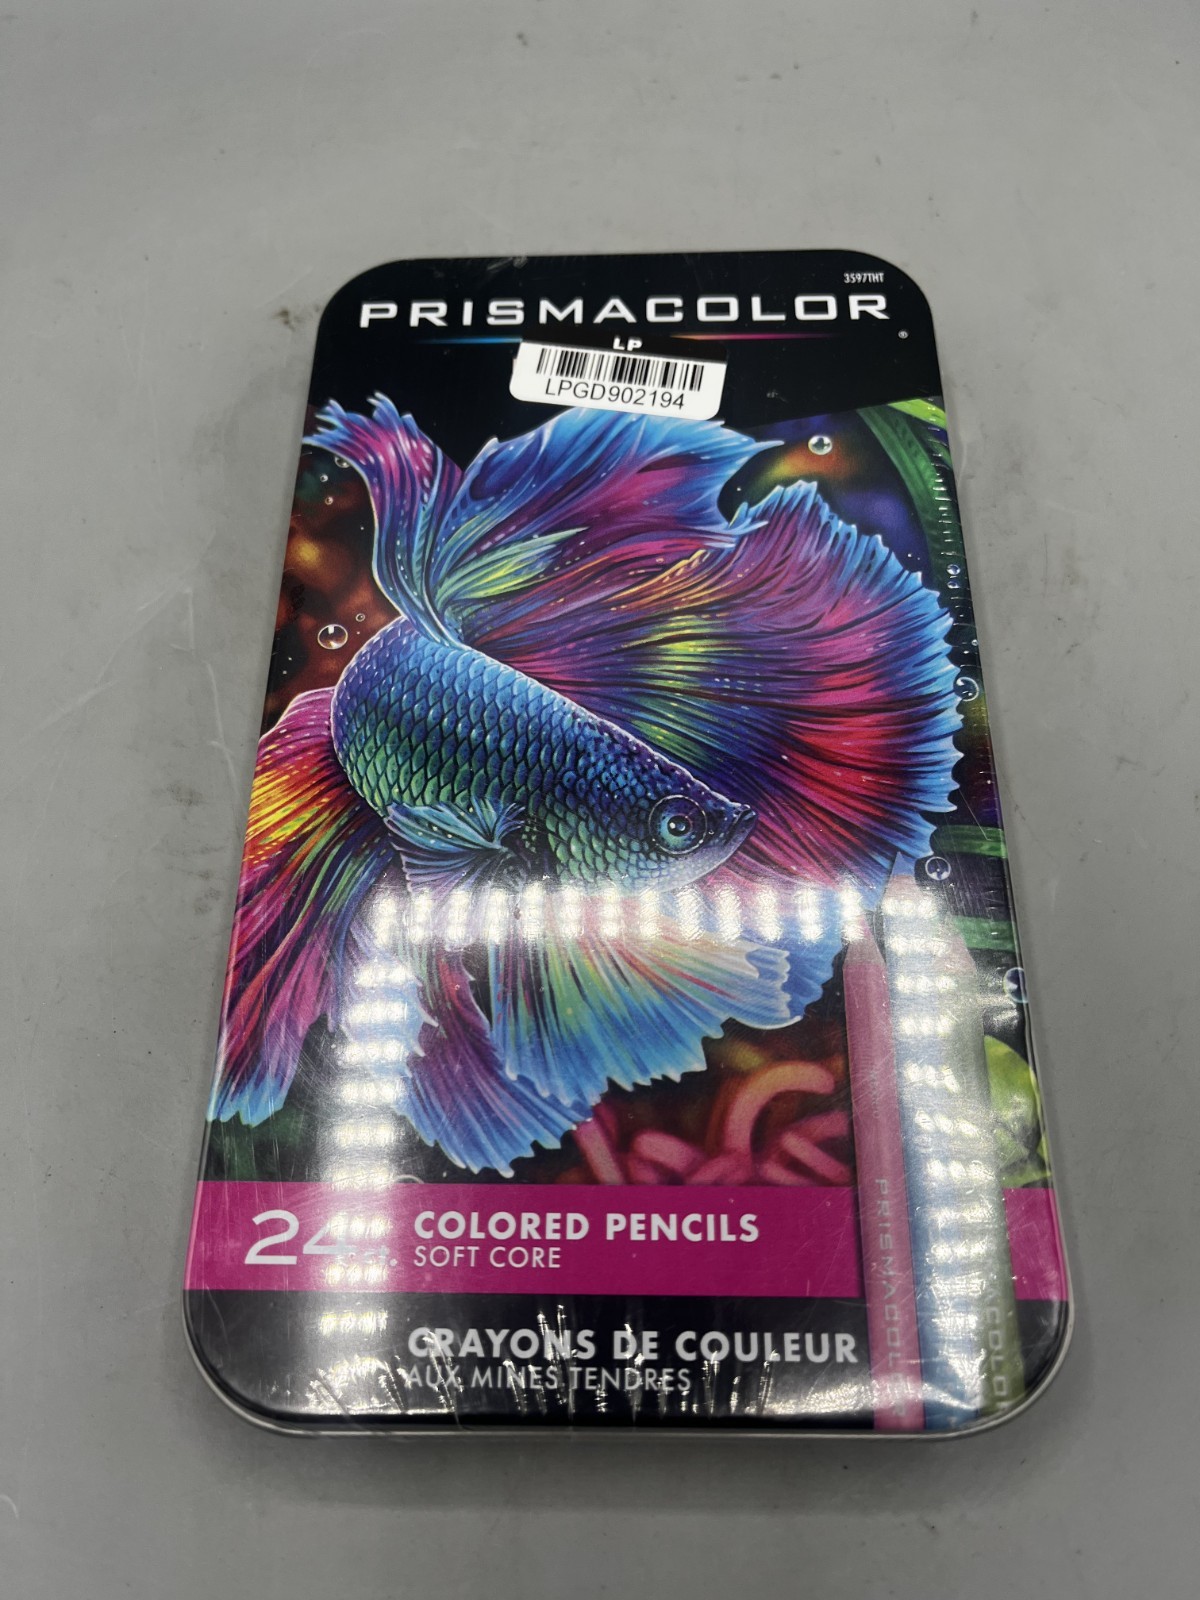 3597THT
PRISMACOLOR
®
LP
LPGD902194
24
COLORED PENCILS
SOFT CORE
CRAYONS DE COULEUR
AUX MINES TENDRES
PRISMACOLOR